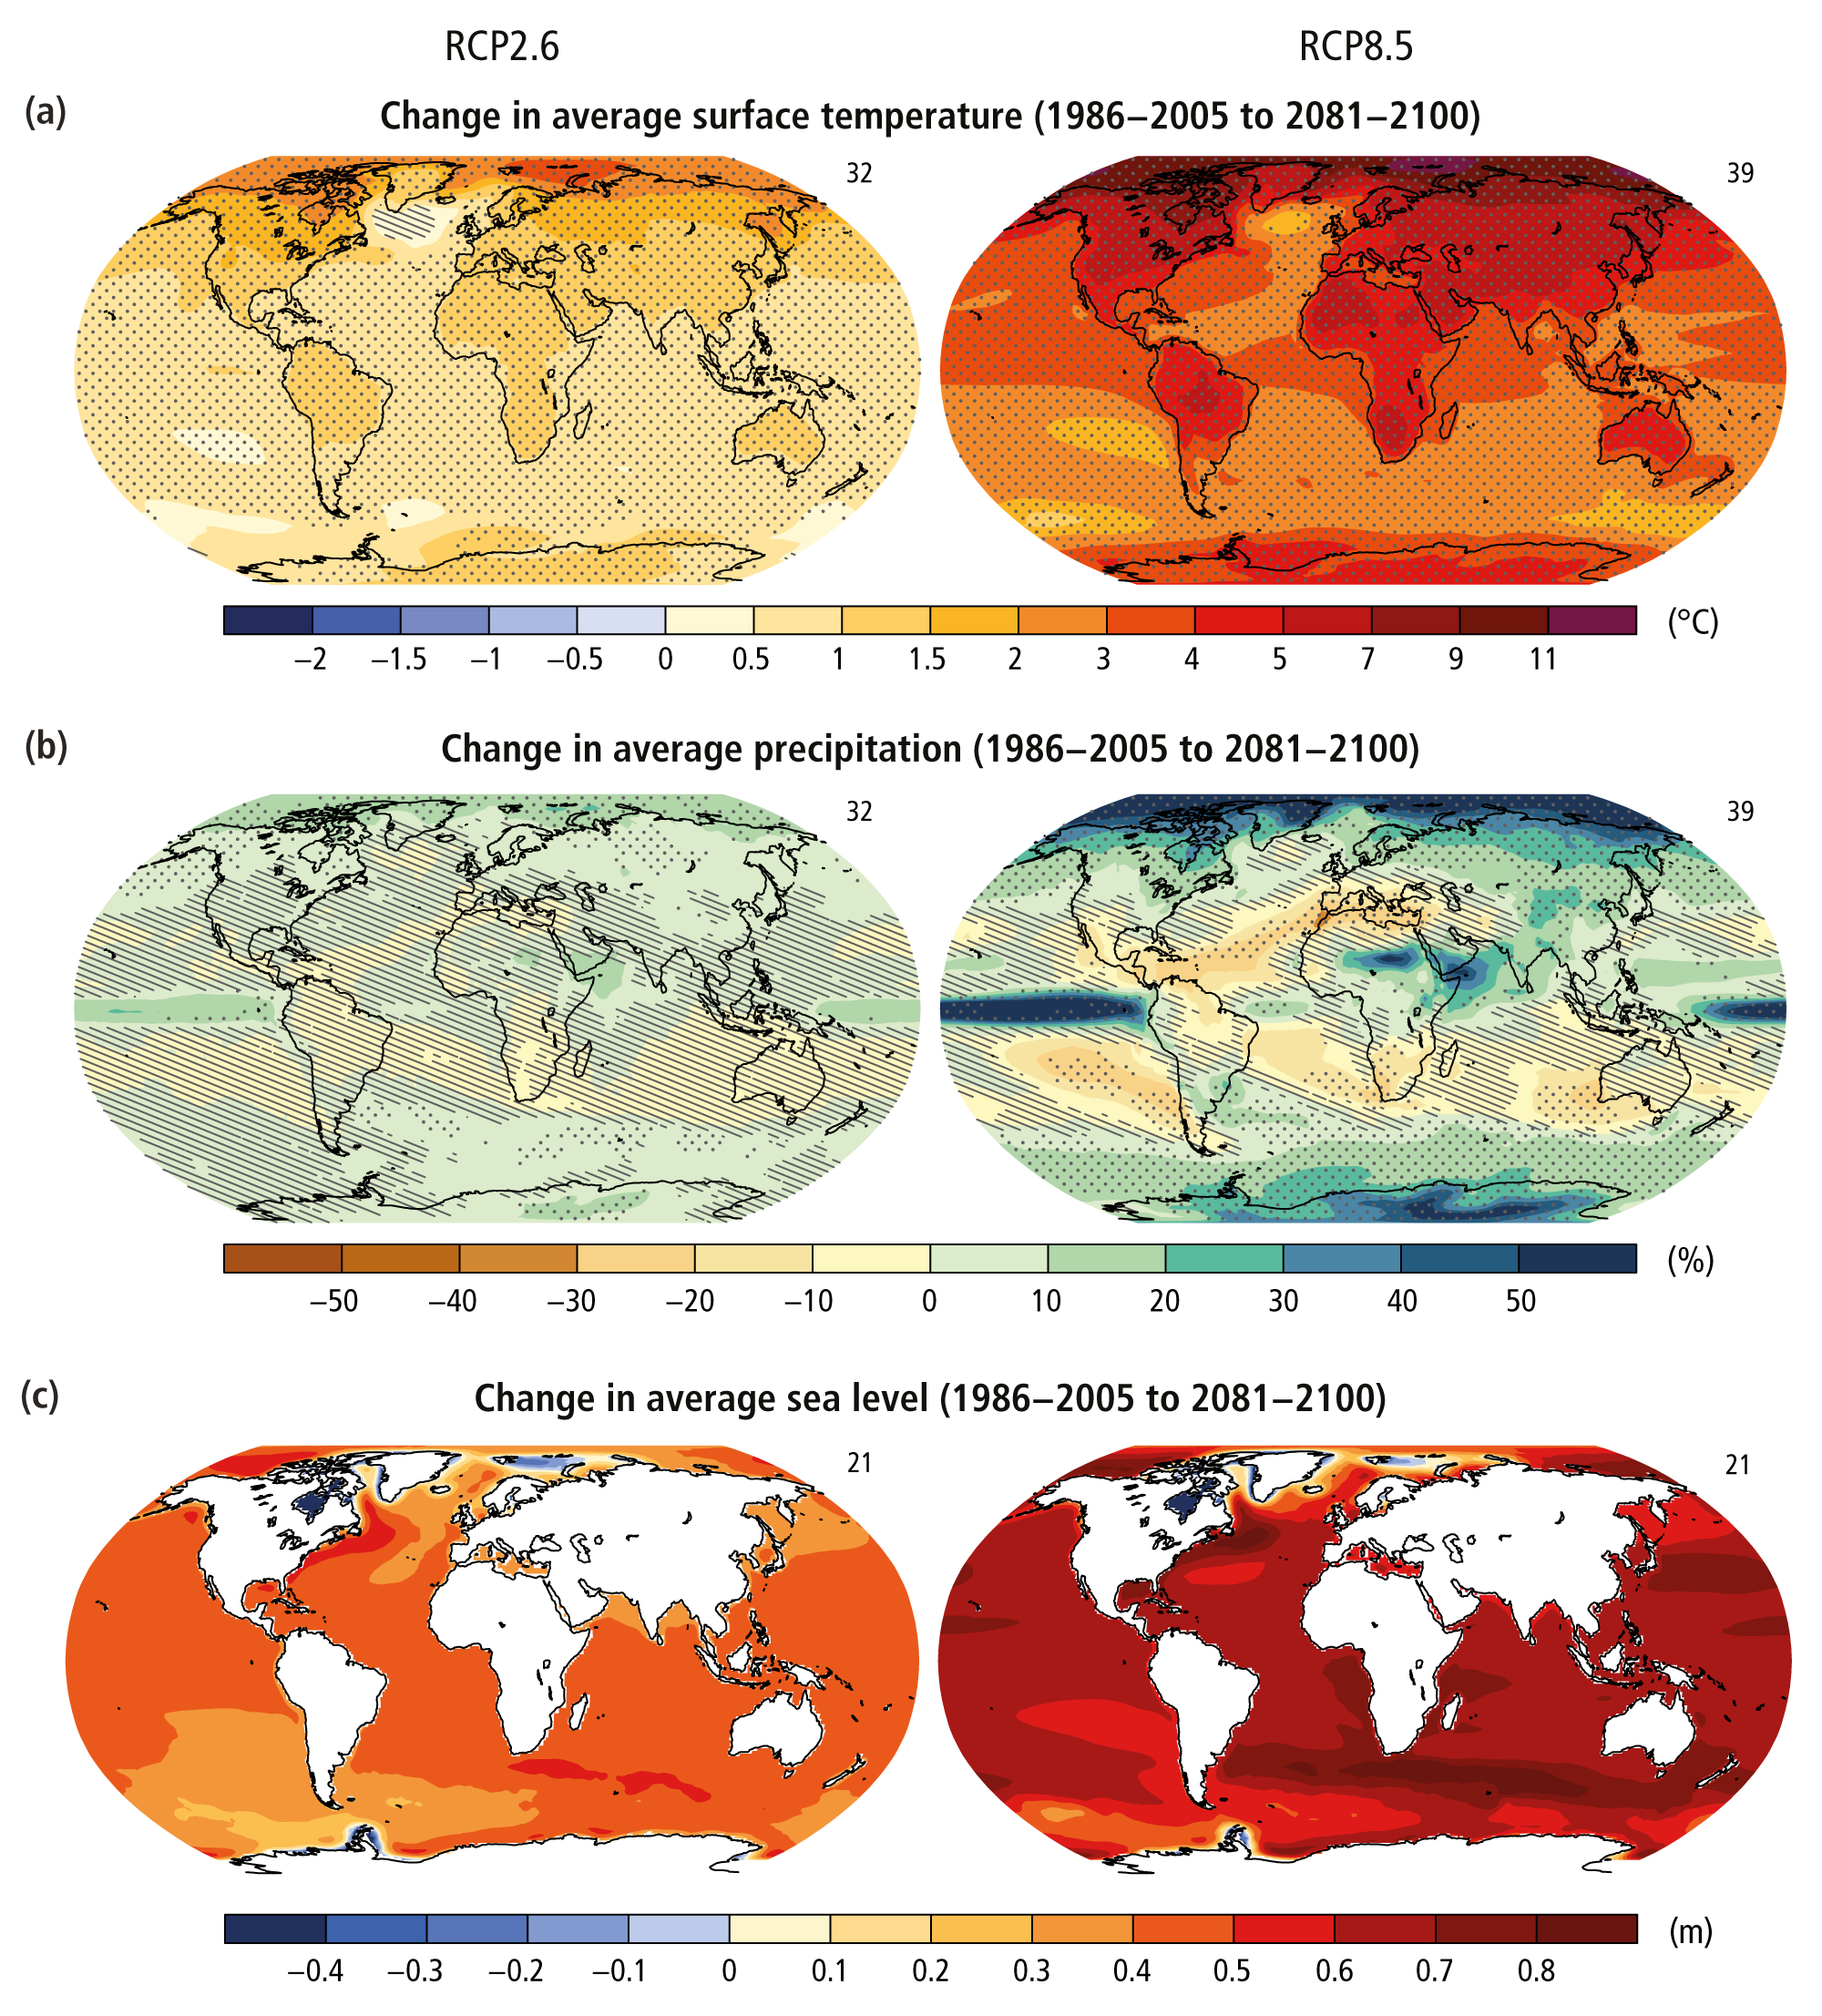 RCP2.6 RCP8.5
(a) Change in average surface temperature (1986–2005 to 2081–2100)
32 39
(°C)
–2 –1.5 –1 –0.5 0 0.5 1 1.5 2 3 4 5 7 9 11
(b) Change in average precipitation (1986–2005 to 2081–2100)
32 39
(%)
–50 –40 –30 –20 –10 0 10 20 30 40 50
(c) Change in average sea level (1986–2005 to 2081–2100)
21 21
(m)
–0.4 –0.3 –0.2 –0.1 0 0.1 0.2 0.3 0.4 0.5 0.6 0.7 0.8